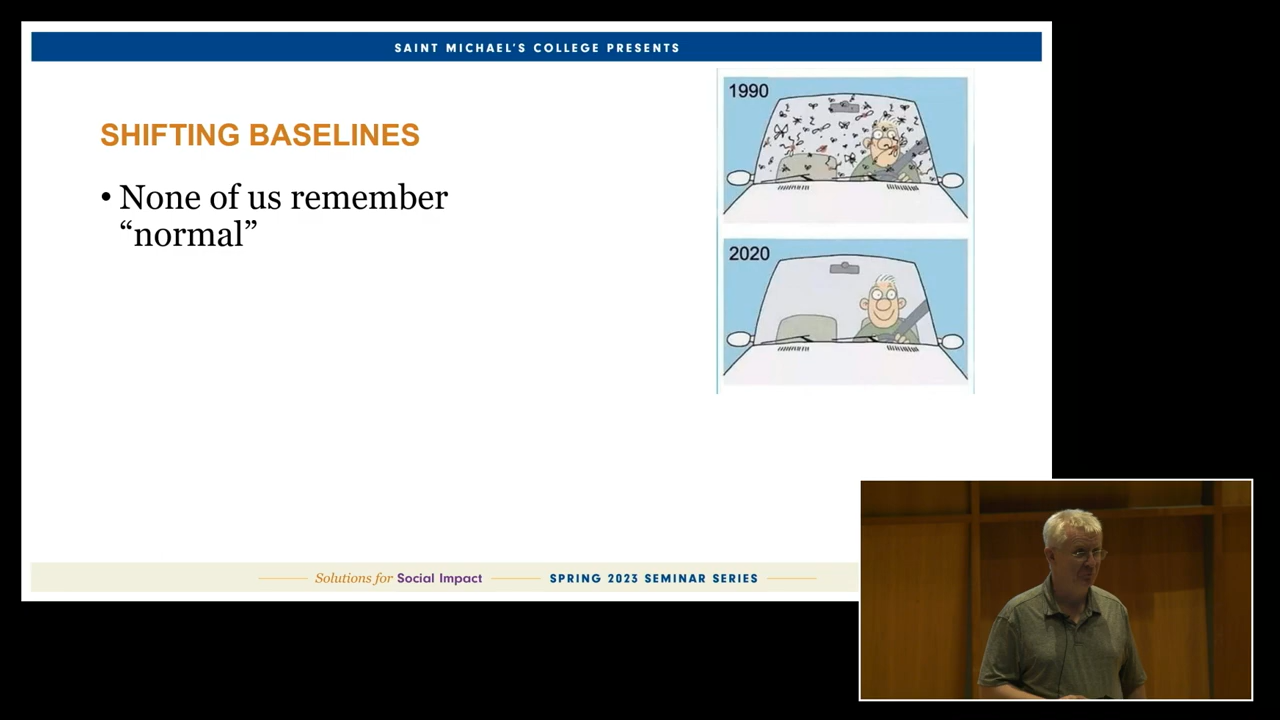 SAINT MICHAEL'S COLLEGE PRESENTS
SHIFTING BASELINES
• None of us remember
“normal”
1990
2020
Solutions for Social Impact
SPRING 2023 SEMINAR SERIES